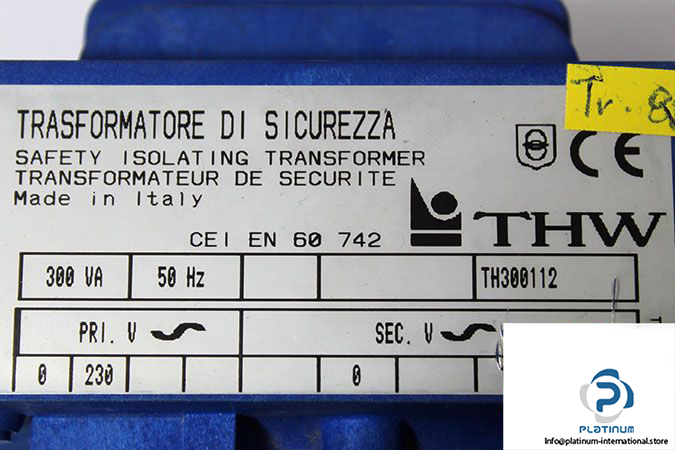 TRASFORMATORE DI SICUREZZA
SAFETY ISOLATING TRANSFORMER
TRANSFORMATEUR DE SECURITE
Made in Italy
CEI EN 60 742
Tr.
CE
THW
300 VA 50 Hz TH300112
PRI. V SEC. V
0 230 0
PLATINUM
Info@platinum-international.store